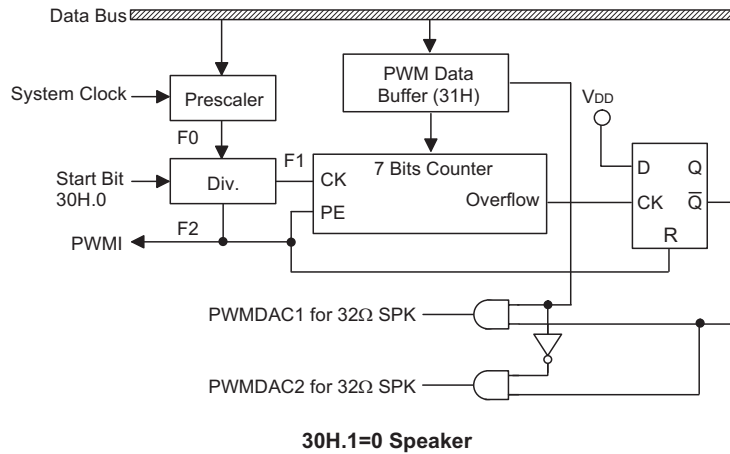 Data Bus
System Clock
Prescaler
PWM Data
Buffer (31H)
VDD
F0
F1
Start Bit
30H.0
Div.
7 Bits Counter
CK
PE
Overflow
D
Q
CK
Q̅
R
F2
PWMI
PWMDAC1 for 32Ω SPK
PWMDAC2 for 32Ω SPK
30H.1=0 Speaker